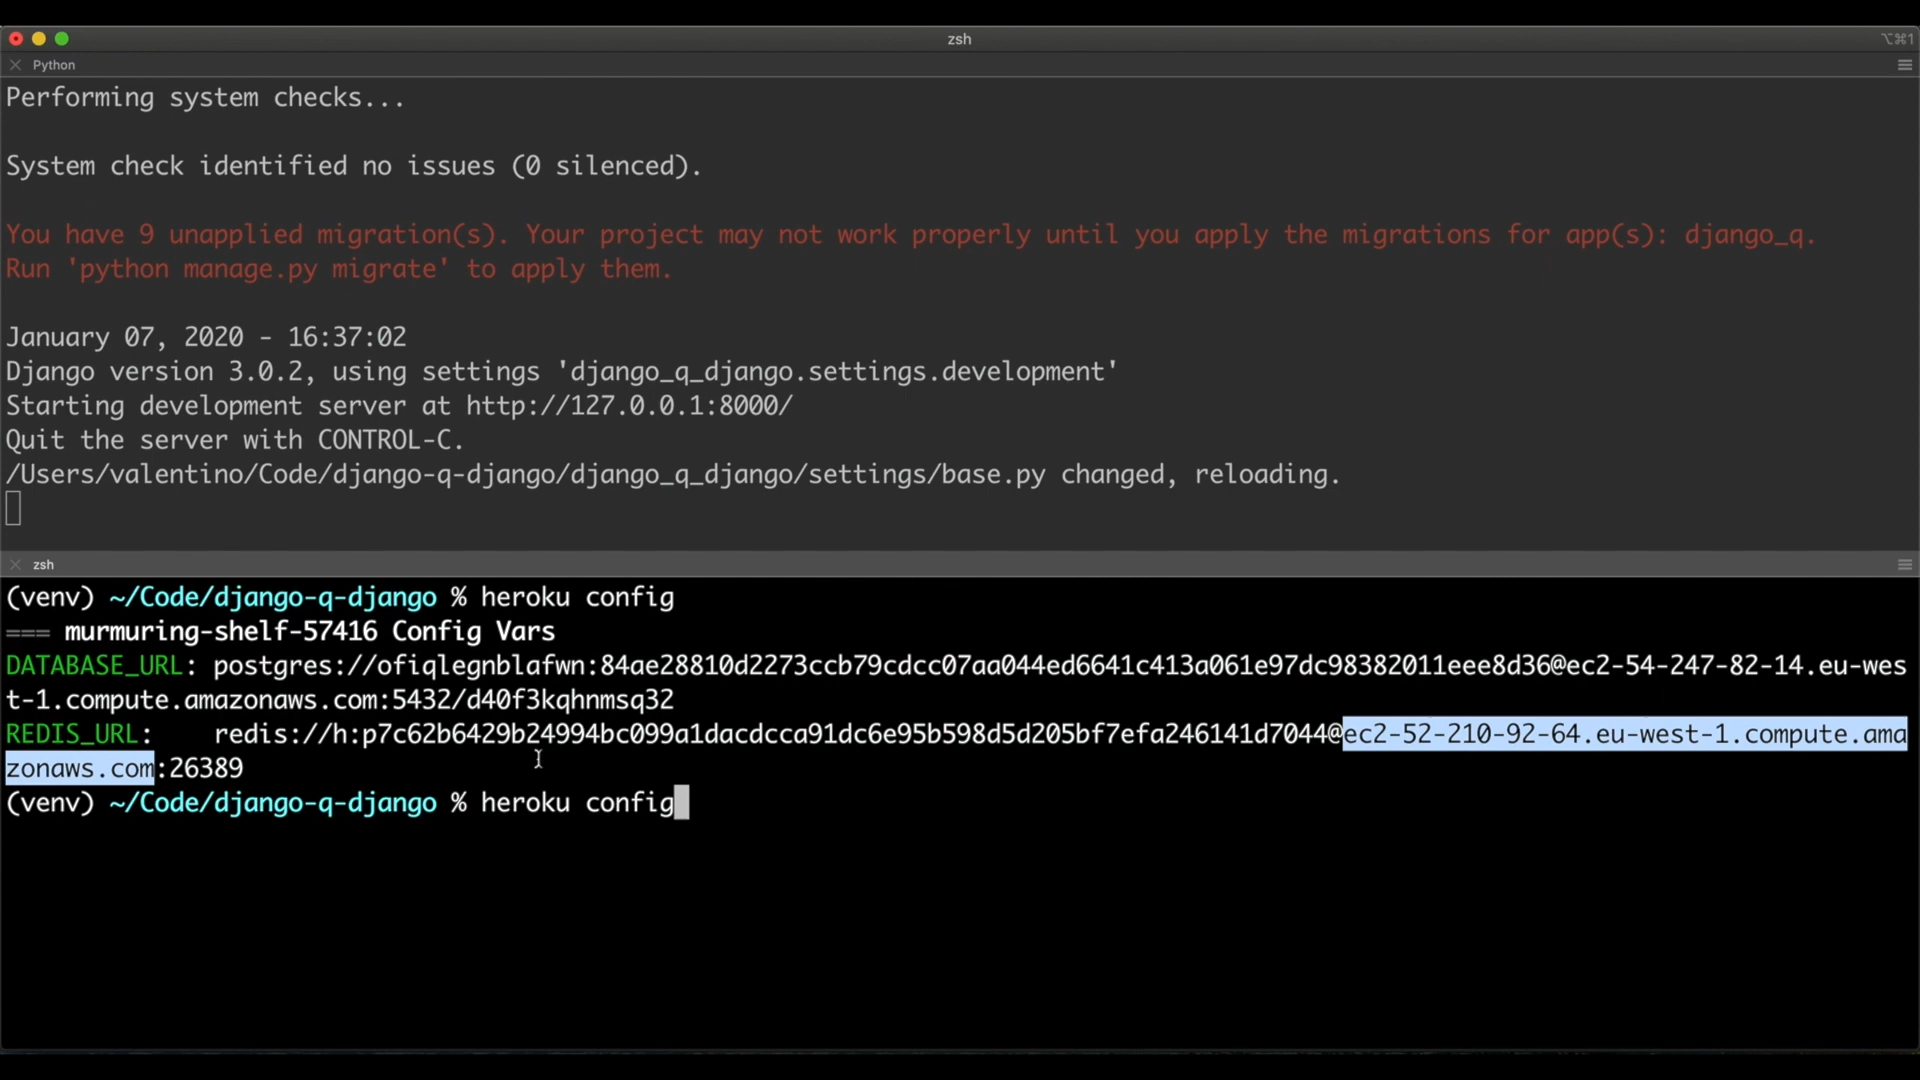 zsh
⌥⌘1
Python
Performing system checks...
System check identified no issues (0 silenced).
You have 9 unapplied migration(s). Your project may not work properly until you apply the migrations for app(s): django_q.
Run 'python manage.py migrate' to apply them.
January 07, 2020 - 16:37:02
Django version 3.0.2, using settings 'django_q_django.settings.development'
Starting development server at http://127.0.0.1:8000/
Quit the server with CONTROL-C.
/Users/valentino/Code/django-q-django/django_q_django/settings/base.py changed, reloading.
zsh
(venv) ~/Code/django-q-django % heroku config
=== murmuring-shelf-57416 Config Vars
DATABASE_URL: postgres://ofiqlegnblafwn:84ae28810d2273ccb79cdcc07aa044ed6641c413a061e97dc98382011eee8d36@ec2-54-247-82-14.eu-wes
t-1.compute.amazonaws.com:5432/d40f3kqhnmsq32
REDIS_URL:    redis://h:p7c62b6429b24994bc099a1dacdcca91dc6e95b598d5d205bf7efa246141d7044@ec2-52-210-92-64.eu-west-1.compute.ama
zonaws.com:26389
(venv) ~/Code/django-q-django % heroku config